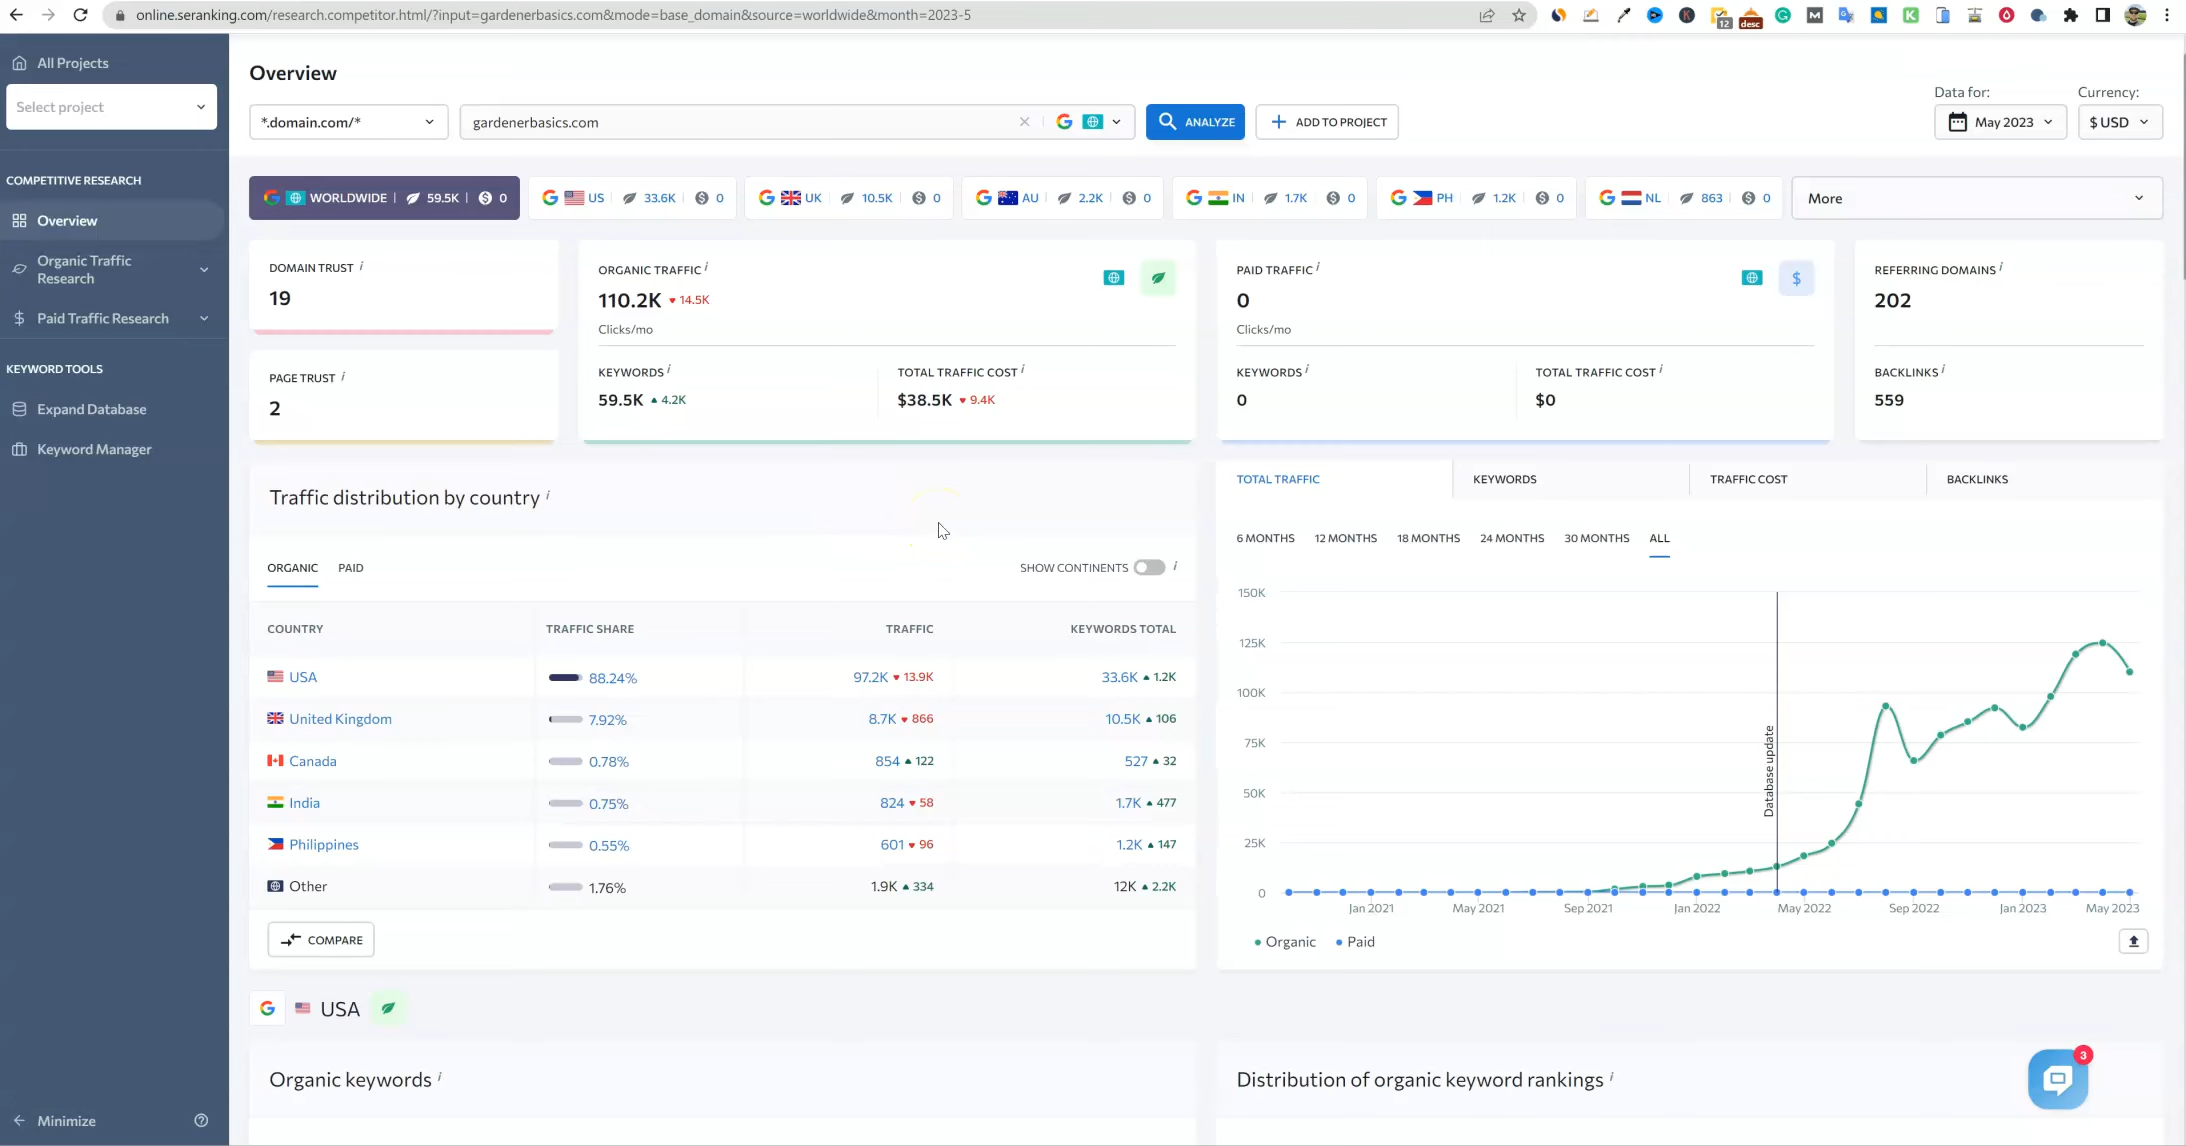 online.seranking.com/research.competitor.html/?input=gardenerbasics.com&mode=base_domain&source=worldwide&month=2023-5
12
desc
All Projects
Select project
COMPETITIVE RESEARCH
Overview
Organic Traffic
Research
Paid Traffic Research
KEYWORD TOOLS
Expand Database
Keyword Manager
Minimize
Overview
Data for:
Currency:
*.domain.com/*
gardenerbasics.com
ANALYZE
ADD TO PROJECT
May 2023
$ USD
WORLDWIDE 59.5K 0
US 33.6K 0
UK 10.5K 0
AU 2.2K 0
IN 1.7K 0
PH 1.2K 0
NL 863 0
More
DOMAIN TRUST i
19
PAGE TRUST i
2
ORGANIC TRAFFIC i
110.2K 14.5K
Clicks/mo
KEYWORDS i
59.5K 4.2K
TOTAL TRAFFIC COST i
$38.5K 9.4K
PAID TRAFFIC i
$
0
Clicks/mo
KEYWORDS i
0
TOTAL TRAFFIC COST i
$0
REFERRING DOMAINS i
202
BACKLINKS i
559
Traffic distribution by country i
ORGANIC PAID
SHOW CONTINENTS i
COUNTRY TRAFFIC SHARE TRAFFIC KEYWORDS TOTAL
USA 88.24% 97.2K 13.9K 33.6K 1.2K
United Kingdom 7.92% 8.7K 866 10.5K 106
Canada 0.78% 854 122 527 32
India 0.75% 824 58 1.7K 477
Philippines 0.55% 601 96 1.2K 147
Other 1.76% 1.9K 334 12K 2.2K
COMPARE
TOTAL TRAFFIC KEYWORDS TRAFFIC COST BACKLINKS
6 MONTHS 12 MONTHS 18 MONTHS 24 MONTHS 30 MONTHS ALL
150K
125K
100K
75K
50K
25K
0
Database update
Jan 2021 May 2021 Sep 2021 Jan 2022 May 2022 Sep 2022 Jan 2023 May 2023
Organic Paid
USA
Organic keywords i
Distribution of organic keyword rankings i
3